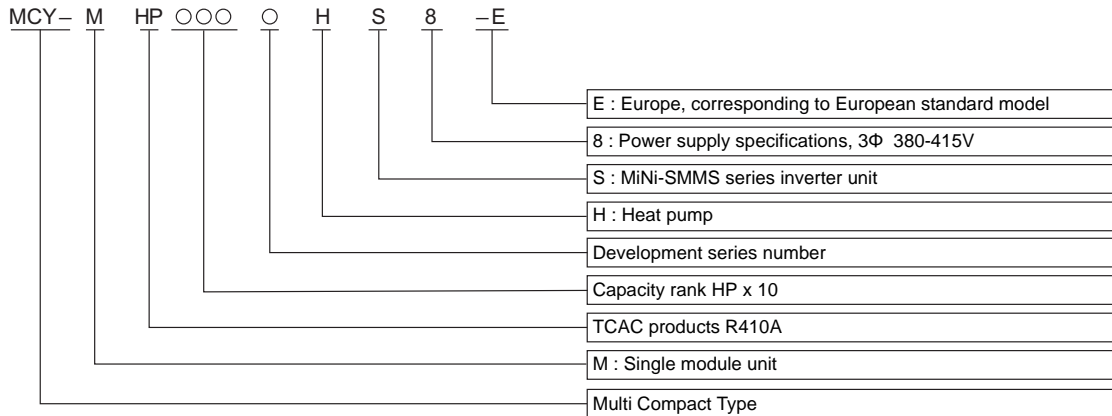 MCY– M HP ○○○ ○ H S 8 –E
E : Europe, corresponding to European standard model
8 : Power supply specifications, 3Φ 380-415V
S : MiNi-SMMS series inverter unit
H : Heat pump
Development series number
Capacity rank HP x 10
TCAC products R410A
M : Single module unit
Multi Compact Type